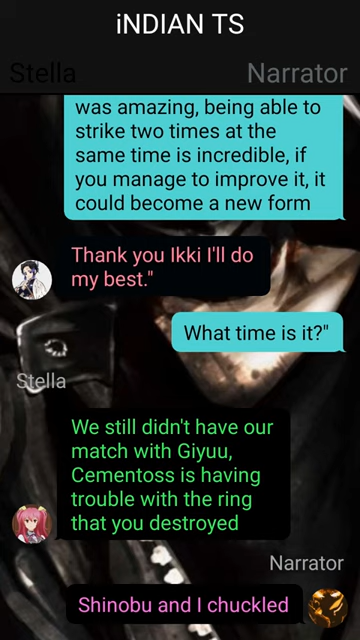 iNDIAN TS
Stella
Narrator
was amazing, being able to
strike two times at the
same time is incredible, if
you manage to improve it, it
could become a new form
Thank you Ikki I'll do
my best."
What time is it?"
Stella
We still didn't have our
match with Giyuu,
Cementoss is having
trouble with the ring
that you destroyed
Narrator
Shinobu and I chuckled